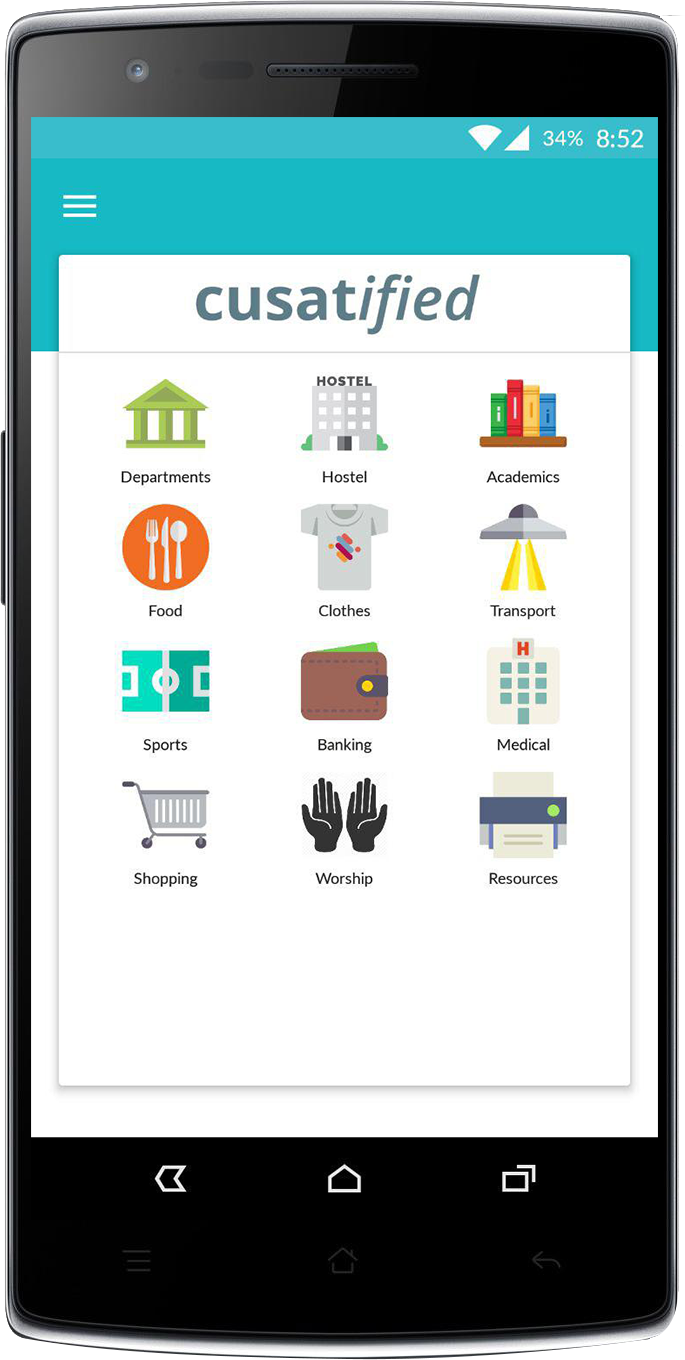 34% 8:52
cusatified
HOSTEL
Departments Hostel Academics
Food Clothes Transport
H
Sports Banking Medical
Shopping Worship Resources